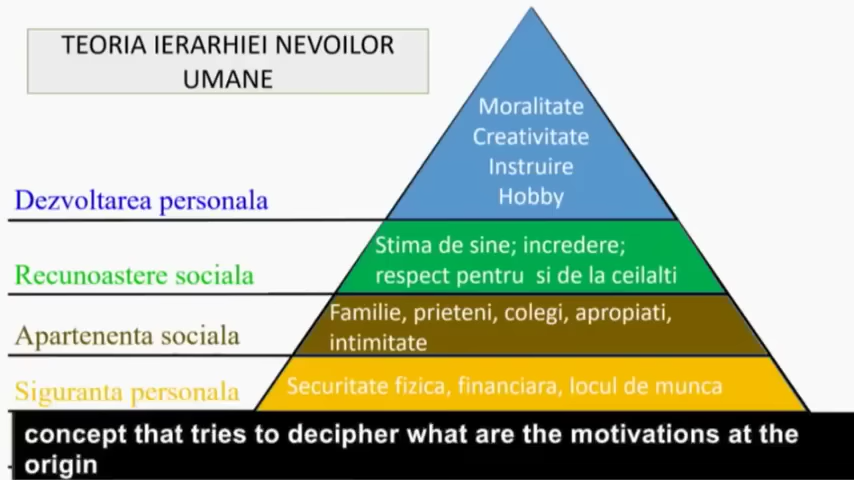 TEORIA IERARHIEI NEVOILOR
UMANE
Moralitate
Creativitate
Instruire
Hobby
Dezvoltarea personala
Stima de sine; incredere;
respect pentru si de la ceilalti
Recunoastere sociala
Familie, prieteni, colegi, apropiati,
intimitate
Apartenenta sociala
Securitate fizica, financiara, locul de munca
Siguranta personala
concept that tries to decipher what are the motivations at the
origin